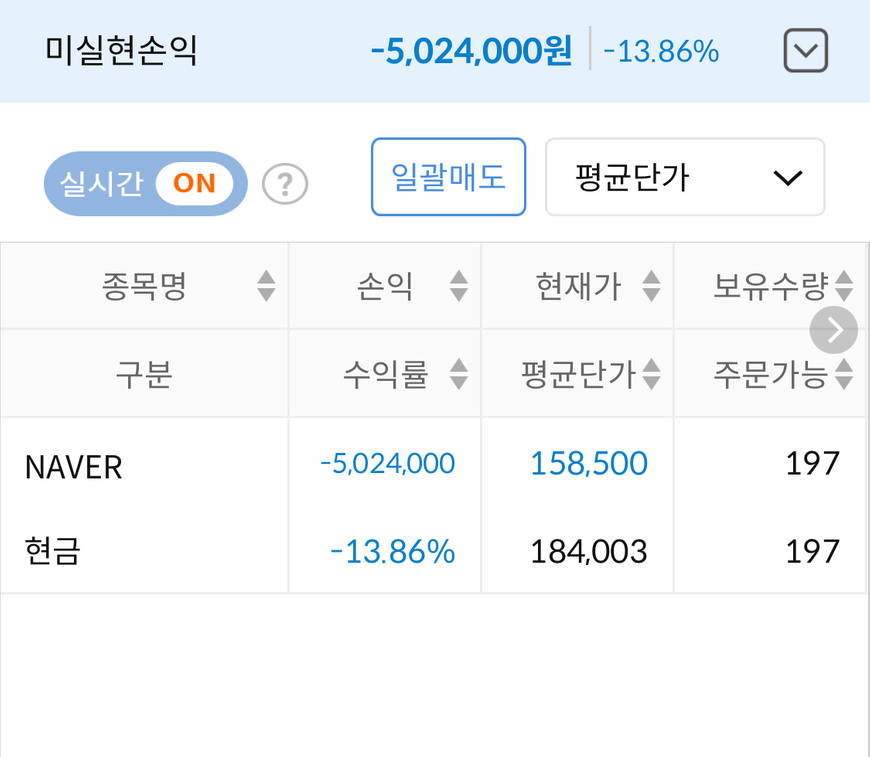 미실현손익 -5,024,000원 -13.86%
실시간 ON ? 일괄매도 평균단가
종목명 손익 현재가 보유수량
구분 수익률 평균단가 주문가능
NAVER -5,024,000 158,500 197
현금 -13.86% 184,003 197